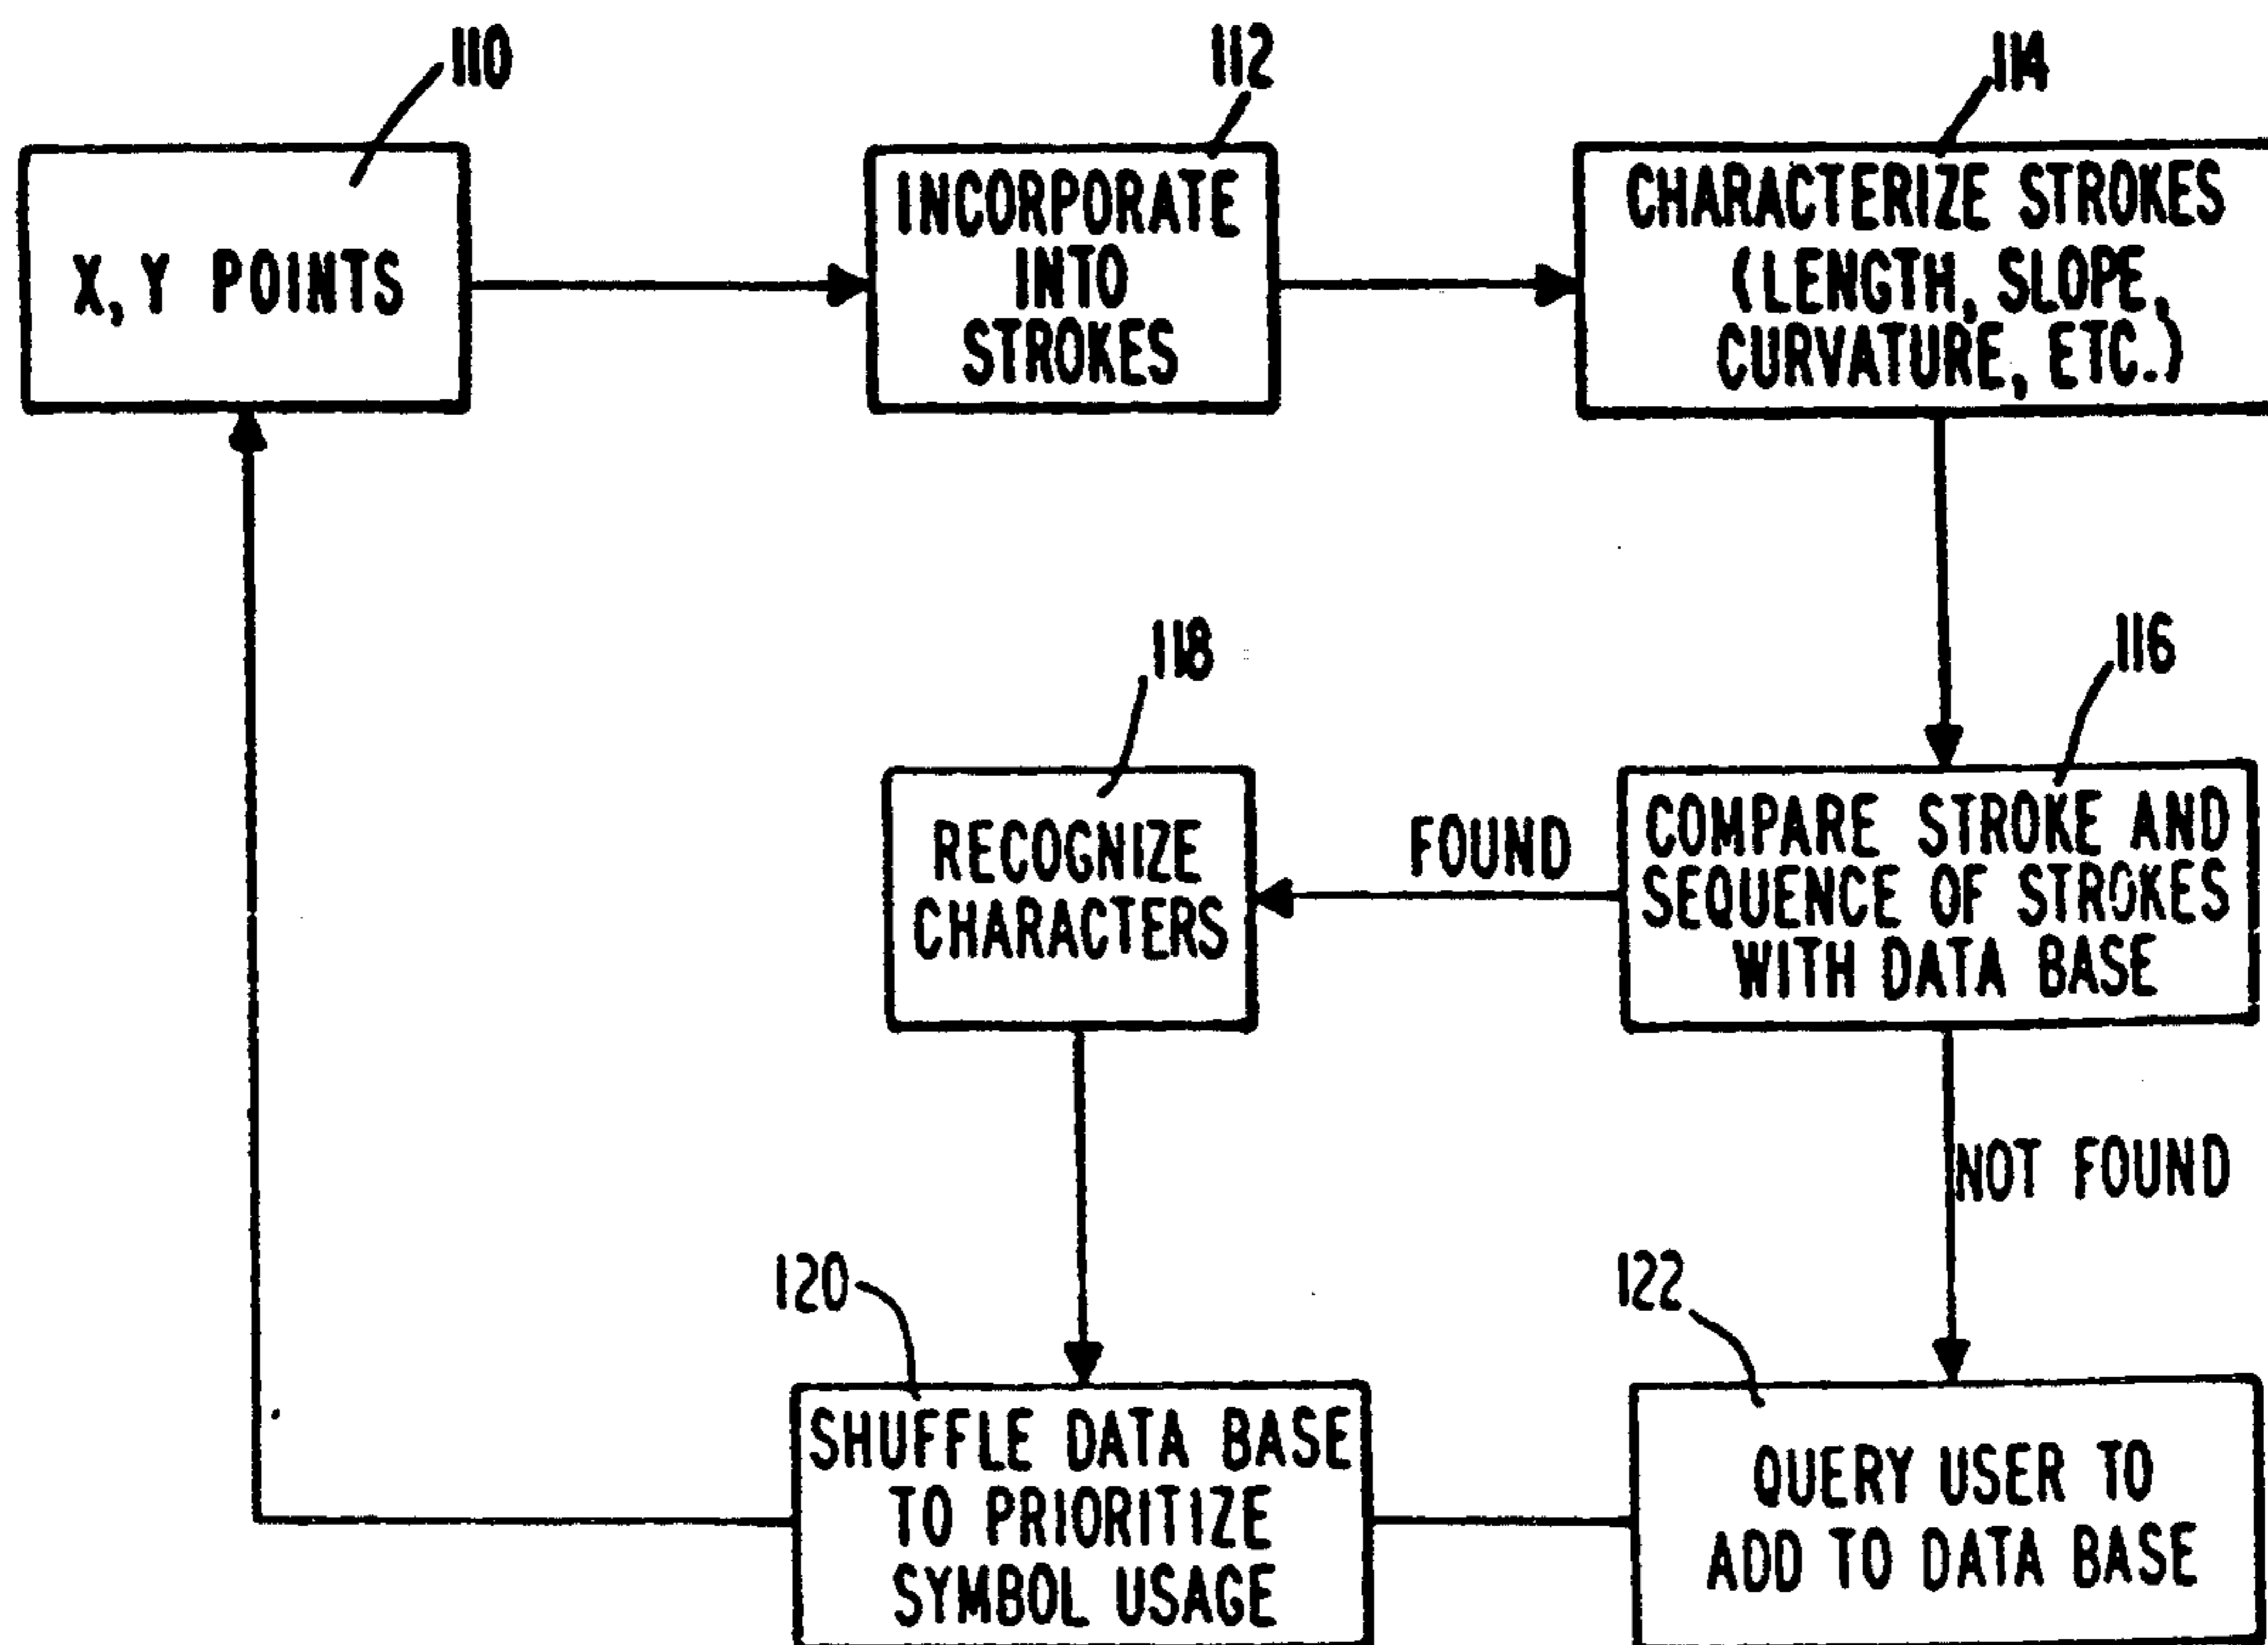 110
112
114
X, Y POINTS
INCORPORATE
INTO
STROKES
CHARACTERIZE STROKES
(LENGTH, SLOPE,
CURVATURE, ETC.)
118
116
RECOGNIZE
CHARACTERS
FOUND
COMPARE STROKE AND
SEQUENCE OF STROKES
WITH DATA BASE
NOT FOUND
120
122
SHUFFLE DATA BASE
TO PRIORITIZE
SYMBOL USAGE
QUERY USER TO
ADD TO DATA BASE